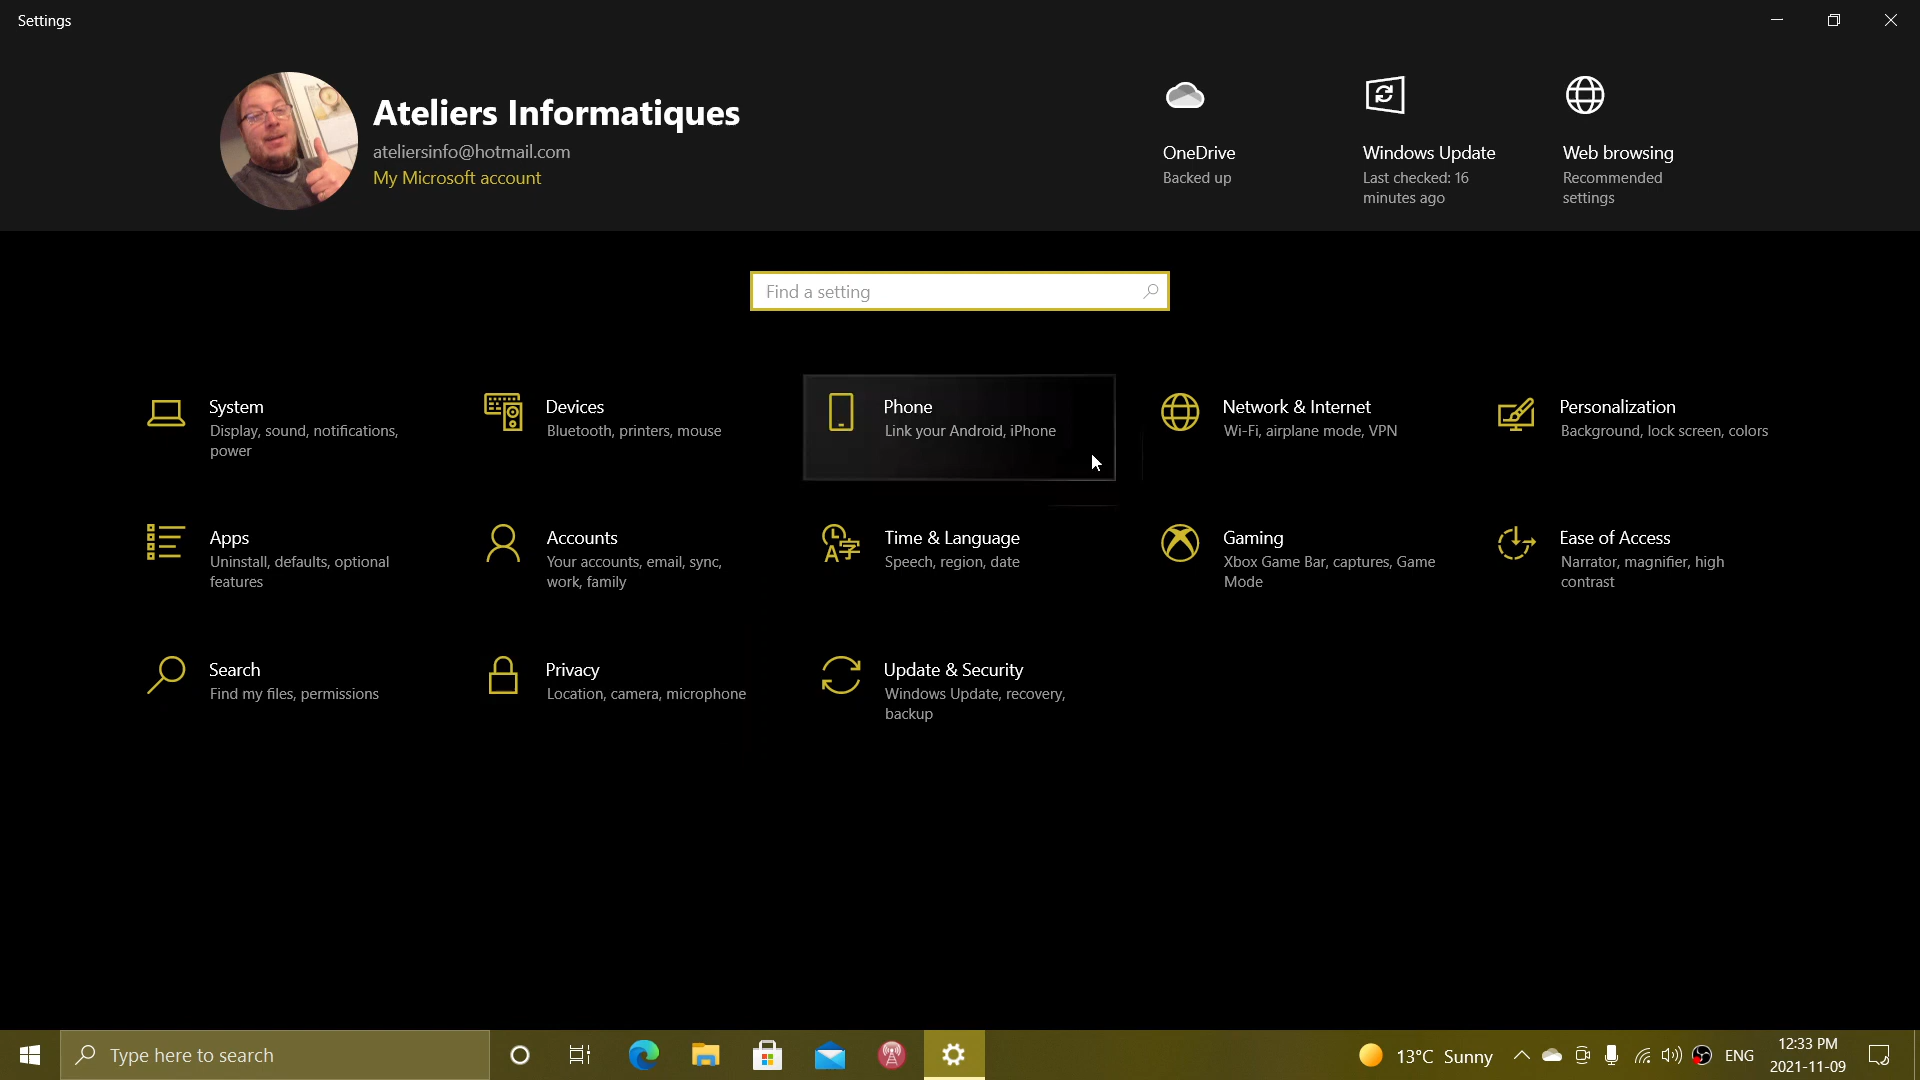 Settings
Ateliers Informatiques
ateliersinfo@hotmail.com
My Microsoft account
OneDrive
Backed up
Windows Update
Last checked: 16
minutes ago
Web browsing
Recommended
settings
Find a setting
System
Display, sound, notifications,
power
Devices
Bluetooth, printers, mouse
Phone
Link your Android, iPhone
Network & Internet
Wi-Fi, airplane mode, VPN
Personalization
Background, lock screen, colors
Apps
Uninstall, defaults, optional
features
Accounts
Your accounts, email, sync,
work, family
Time & Language
Speech, region, date
Gaming
Xbox Game Bar, captures, Game
Mode
Ease of Access
Narrator, magnifier, high
contrast
Search
Find my files, permissions
Privacy
Location, camera, microphone
Update & Security
Windows Update, recovery,
backup
Type here to search
13°C Sunny
ENG
12:33 PM
2021-11-09